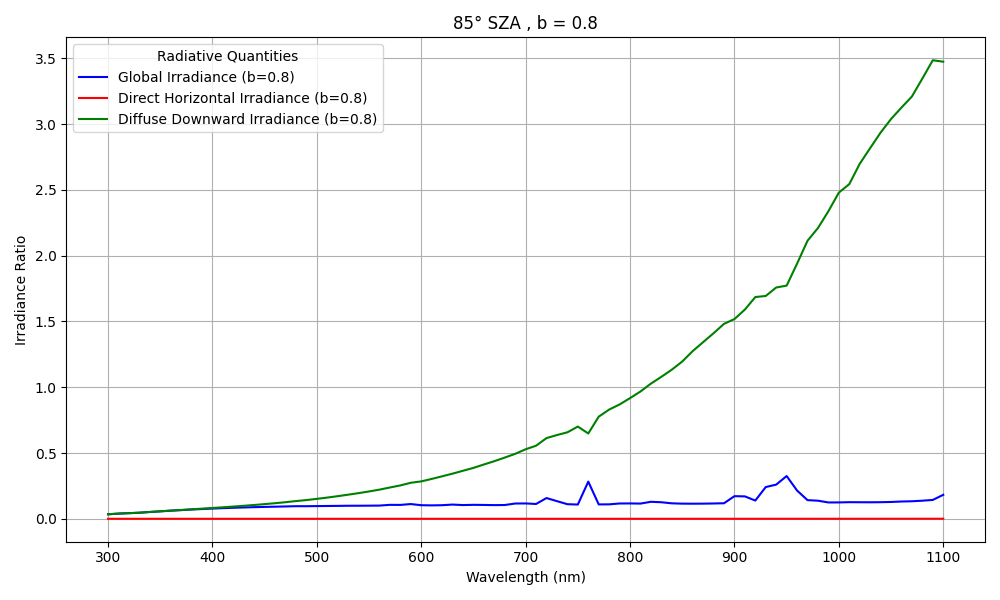 85° SZA , b = 0.8
Radiative Quantities
Global Irradiance (b=0.8)
Direct Horizontal Irradiance (b=0.8)
Diffuse Downward Irradiance (b=0.8)
Irradiance Ratio
3.5
3.0
2.5
2.0
1.5
1.0
0.5
0.0
300 400 500 600 700 800 900 1000 1100
Wavelength (nm)